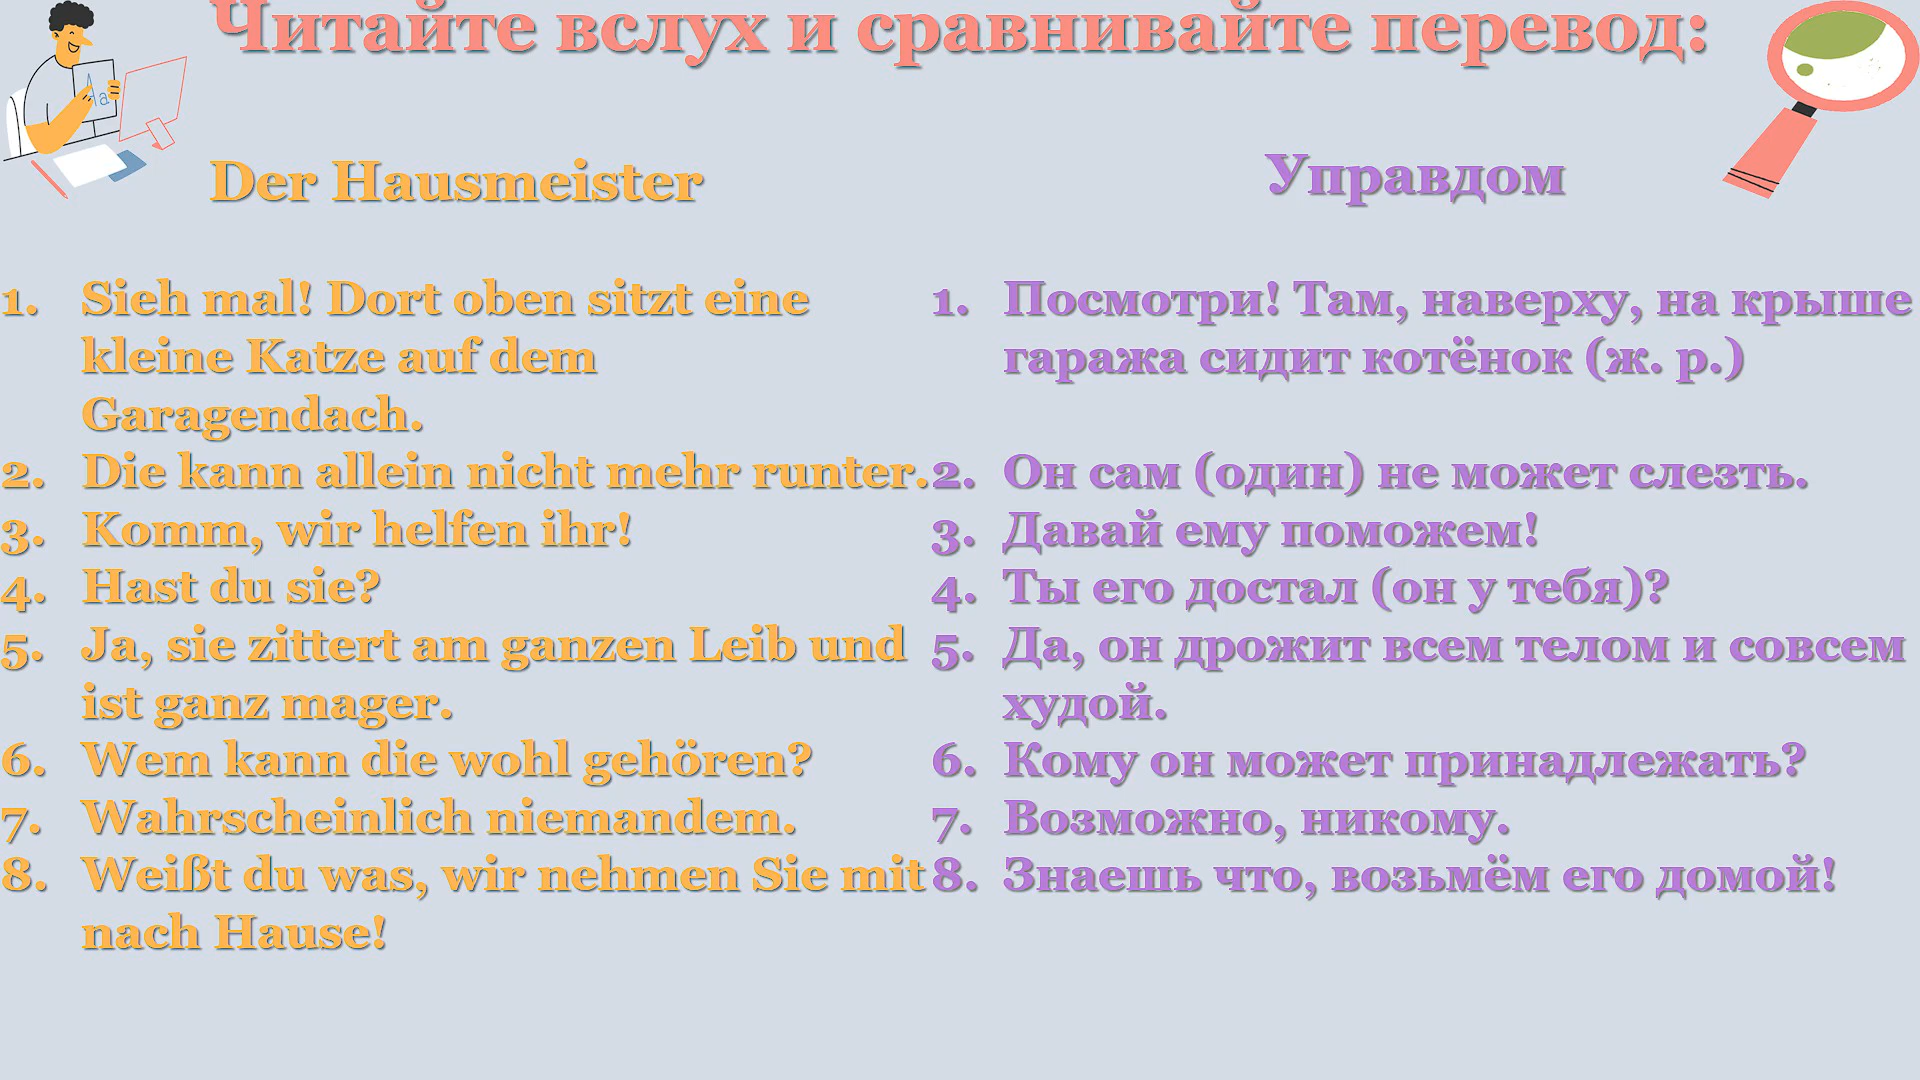 Читайте вслух и сравнивайте перевод:
Aa
Der Hausmeister
1. Sieh mal! Dort oben sitzt eine
kleine Katze auf dem
Garagendach.
2. Die kann allein nicht mehr runter.
3. Komm, wir helfen ihr!
4. Hast du sie?
5. Ja, sie zittert am ganzen Leib und
ist ganz mager.
6. Wem kann die wohl gehören?
7. Wahrscheinlich niemandem.
8. Weißt du was, wir nehmen Sie mit
nach Hause!
Управдом
1. Посмотри! Там, наверху, на крыше
гаража сидит котёнок (ж. р.)
2. Он сам (один) не может слезть.
3. Давай ему поможем!
4. Ты его достал (он у тебя)?
5. Да, он дрожит всем телом и совсем
худой.
6. Кому он может принадлежать?
7. Возможно, никому.
8. Знаешь что, возьмём его домой!